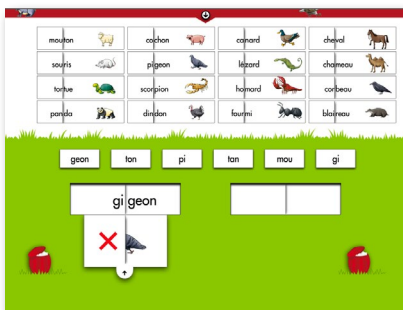 mouton cochon canard cheval
souris pigeon lézard chameau
tortue scorpion homard corbeau
panda dindon fourmi blaireau
geon ton pi tan mou gi
gi geon